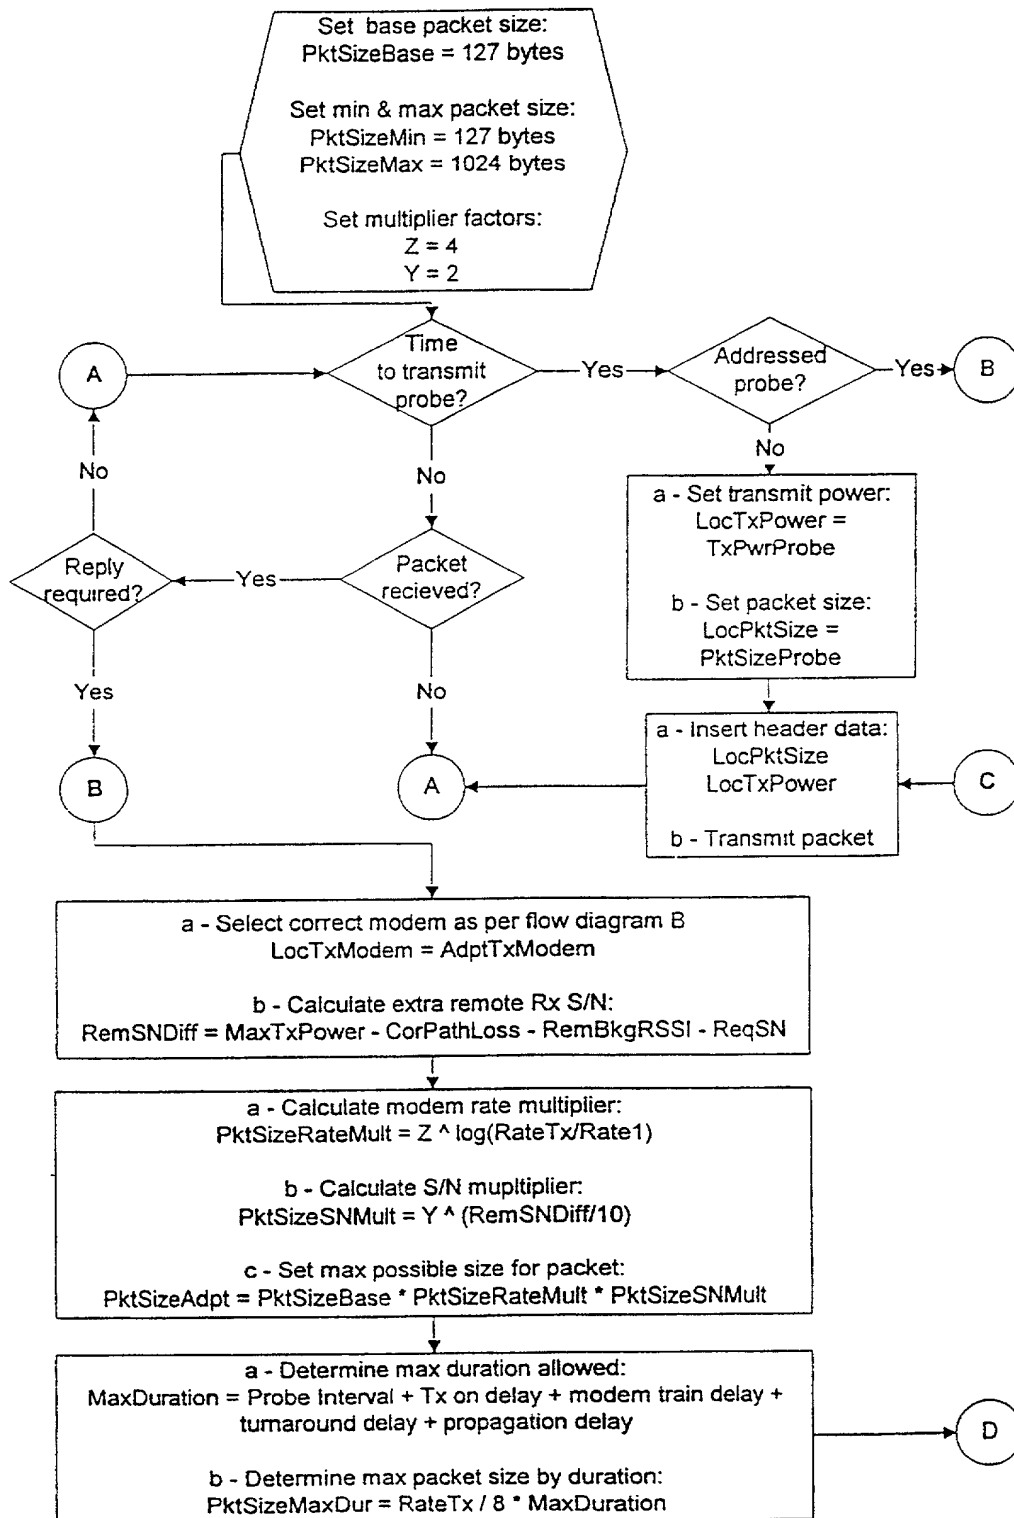 Set base packet size:
PktSizeBase = 127 bytes
Set min & max packet size:
PktSizeMin = 127 bytes
PktSizeMax = 1024 bytes
Set multiplier factors:
Z = 4
Y = 2
A
Time
to transmit
probe?
Yes
Addressed
probe?
Yes
B
No
No
No
a - Set transmit power:
LocTxPower =
TxPwrProbe
b - Set packet size:
LocPktSize =
PktSizeProbe
Reply
required?
Yes
Packet
recieved?
Yes
No
B
A
a - Insert header data:
LocPktSize
LocTxPower
b - Transmit packet
C
a - Select correct modem as per flow diagram B
LocTxModem = AdptTxModem
b - Calculate extra remote Rx S/N:
RemSNDiff = MaxTxPower - CorPathLoss - RemBkgRSSI - ReqSN
a - Calculate modem rate multiplier:
PktSizeRateMult = Z ^ log(RateTx/Rate1)
b - Calculate S/N mupltiplier:
PktSizeSNMult = Y ^ (RemSNDiff/10)
c - Set max possible size for packet:
PktSizeAdpt = PktSizeBase * PktSizeRateMult * PktSizeSNMult
a - Determine max duration allowed:
MaxDuration = Probe Interval + Tx on delay + modem train delay +
turnaround delay + propagation delay
b - Determine max packet size by duration:
PktSizeMaxDur = RateTx / 8 * MaxDuration
D